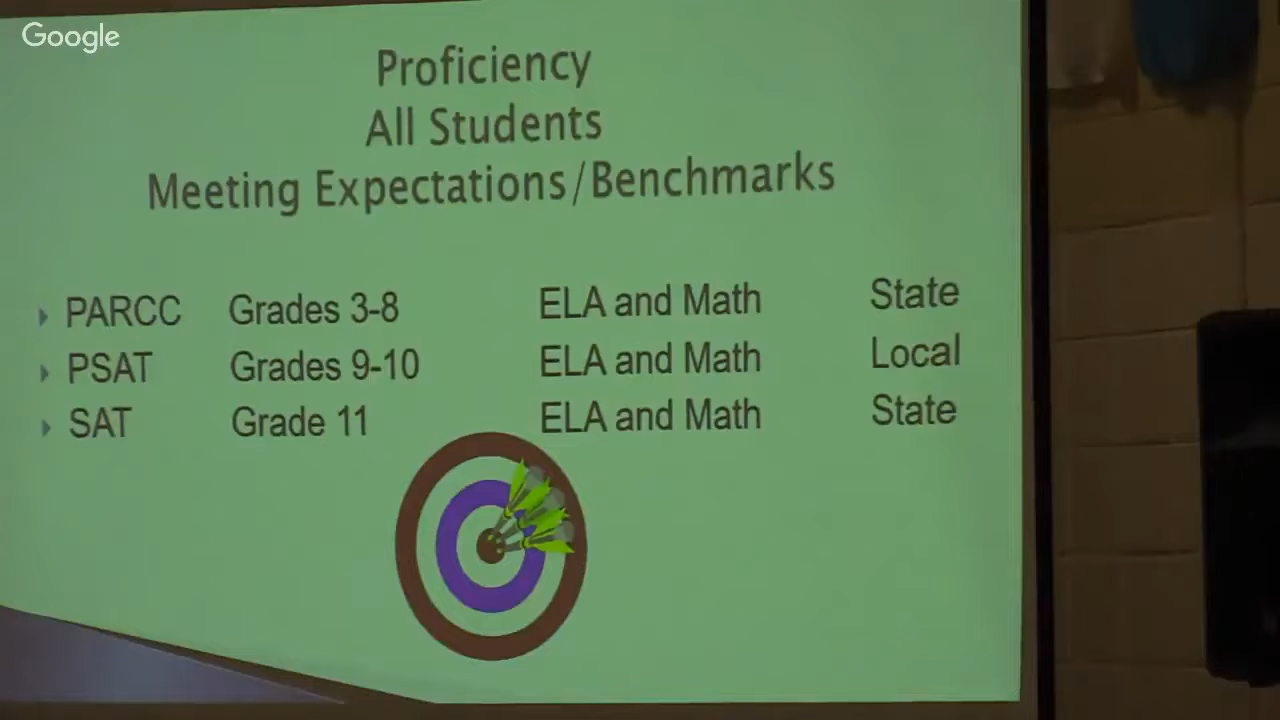 Google
Proficiency
All Students
Meeting Expectations/Benchmarks
PARCC Grades 3-8 ELA and Math State
PSAT Grades 9-10 ELA and Math Local
SAT Grade 11 ELA and Math State